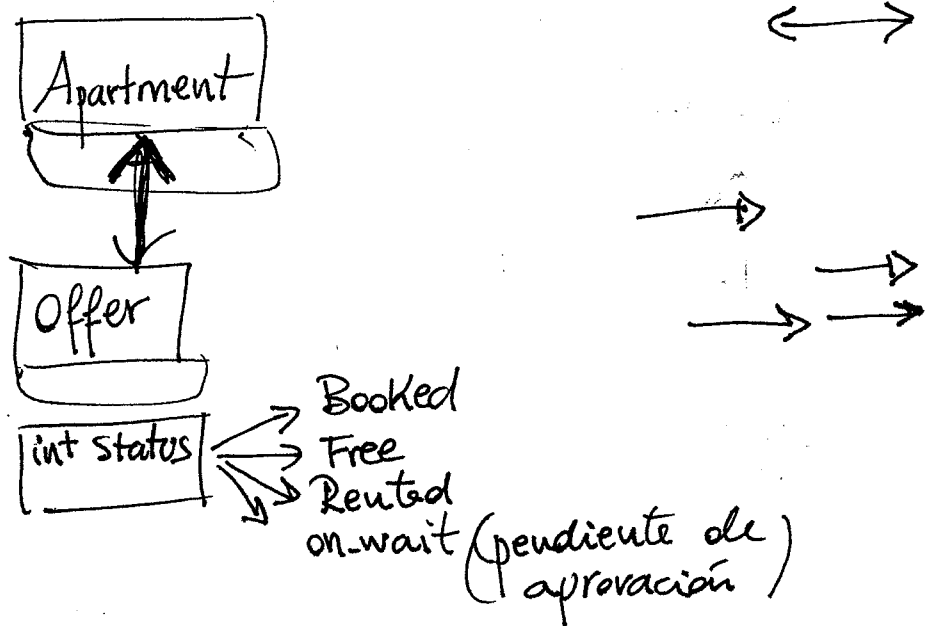 Apartment
Offer
int status
Booked
Free
Rented
on-wait (pendiente de
aprovación)